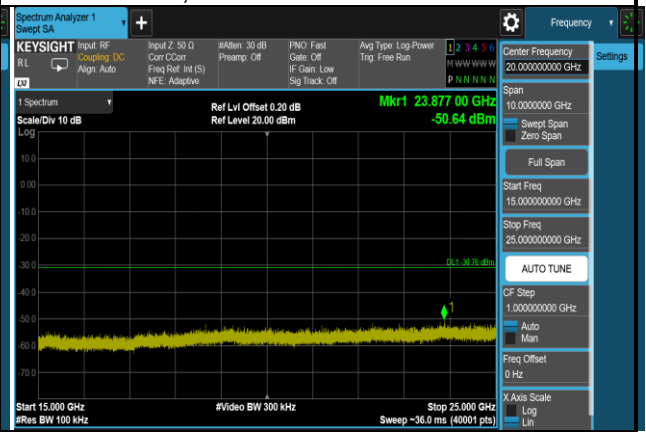 Spectrum Analyzer 1
Swept SA
+
Frequency
KEYSIGHT
RL
Input: RF
Coupling: DC
Align: Auto
Input Z: 50 Ω
Corr CCorr
Freq Ref: Int (S)
NFE: Adaptive
#Atten: 30 dB
Preamp: Off
PNO: Fast
Gate: Off
IF Gain: Low
Sig Track: Off
Avg Type: Log-Power
Trig: Free Run
1 2 3 4 5 6
M W W W W W
P N N N N N
Settings
1 Spectrum
Scale/Div 10 dB
Log
Ref Lvl Offset 0.20 dB
Ref Level 20.00 dBm
Mkr1 23.877 00 GHz
-50.64 dBm
10.0
0.00
-10.0
-20.0
-30.0
-40.0
-50.0
-60.0
-70.0
DL1 -30.76 dBm
1
Start 15.000 GHz
#Res BW 100 kHz
#Video BW 300 kHz
Stop 25.000 GHz
Sweep ~36.0 ms (40001 pts)
Center Frequency
20.000000000 GHz
Span
10.0000000 GHz
Swept Span
Zero Span
Full Span
Start Freq
15.000000000 GHz
Stop Freq
25.000000000 GHz
AUTO TUNE
CF Step
1.000000000 GHz
Auto
Man
Freq Offset
0 Hz
X Axis Scale
Log
Lin